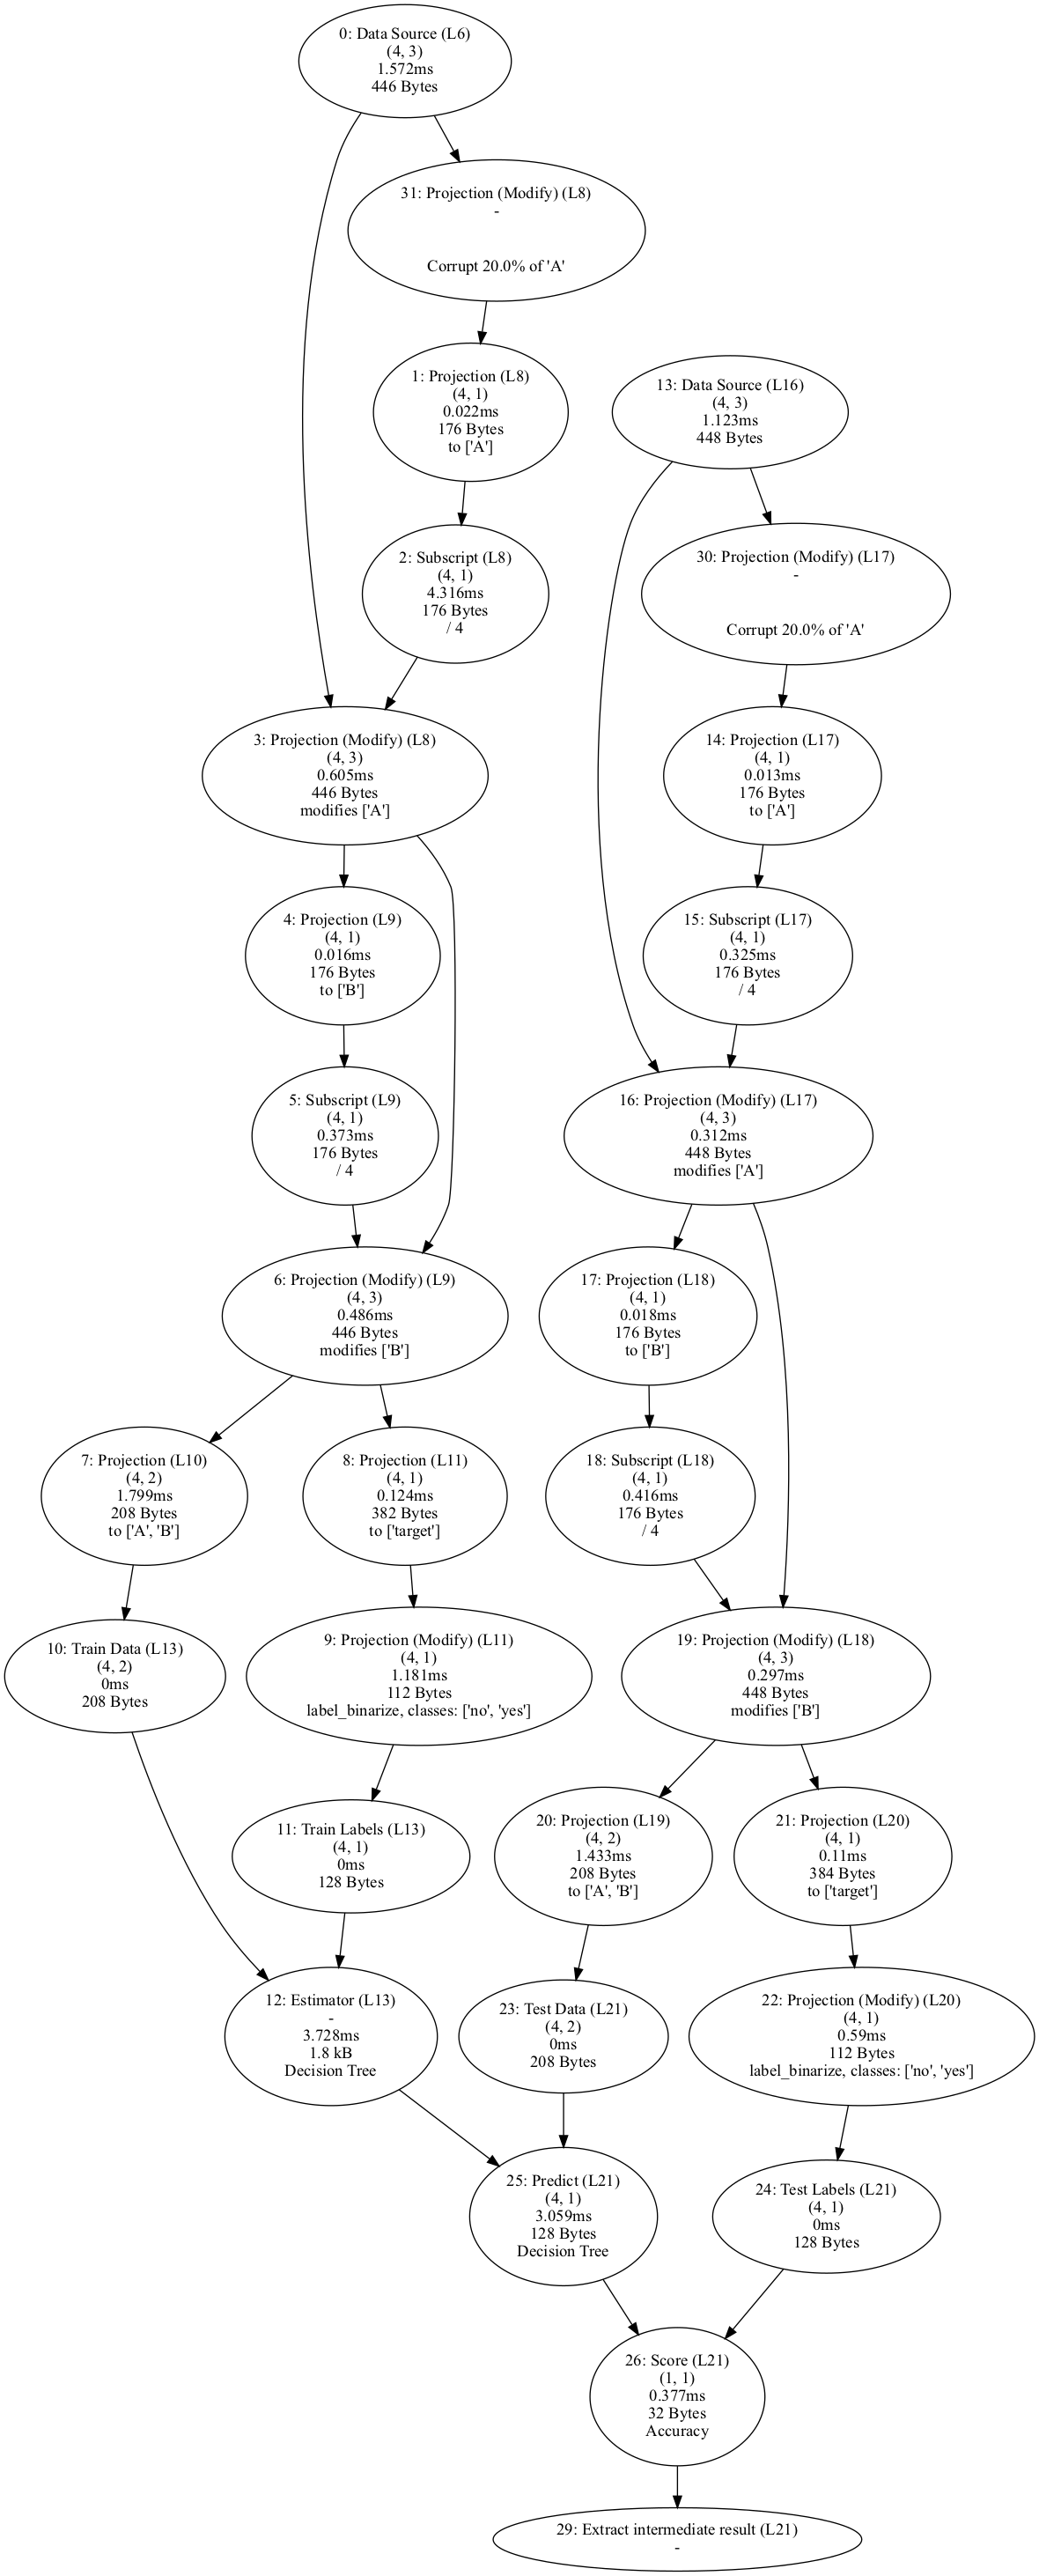 0: Data Source (L6)
(4, 3)
1.572ms
446 Bytes
31: Projection (Modify) (L8)
-
Corrupt 20.0% of 'A'
1: Projection (L8)
(4, 1)
0.022ms
176 Bytes
to ['A']
13: Data Source (L16)
(4, 3)
1.123ms
448 Bytes
2: Subscript (L8)
(4, 1)
4.316ms
176 Bytes
/ 4
30: Projection (Modify) (L17)
-
Corrupt 20.0% of 'A'
3: Projection (Modify) (L8)
(4, 3)
0.605ms
446 Bytes
modifies ['A']
14: Projection (L17)
(4, 1)
0.013ms
176 Bytes
to ['A']
4: Projection (L9)
(4, 1)
0.016ms
176 Bytes
to ['B']
15: Subscript (L17)
(4, 1)
0.325ms
176 Bytes
/ 4
5: Subscript (L9)
(4, 1)
0.373ms
176 Bytes
/ 4
16: Projection (Modify) (L17)
(4, 3)
0.312ms
448 Bytes
modifies ['A']
6: Projection (Modify) (L9)
(4, 3)
0.486ms
446 Bytes
modifies ['B']
17: Projection (L18)
(4, 1)
0.018ms
176 Bytes
to ['B']
7: Projection (L10)
(4, 2)
1.799ms
208 Bytes
to ['A', 'B']
8: Projection (L11)
(4, 1)
0.124ms
382 Bytes
to ['target']
18: Subscript (L18)
(4, 1)
0.416ms
176 Bytes
/ 4
10: Train Data (L13)
(4, 2)
0ms
208 Bytes
9: Projection (Modify) (L11)
(4, 1)
1.181ms
112 Bytes
label_binarize, classes: ['no', 'yes']
19: Projection (Modify) (L18)
(4, 3)
0.297ms
448 Bytes
modifies ['B']
11: Train Labels (L13)
(4, 1)
0ms
128 Bytes
20: Projection (L19)
(4, 2)
1.433ms
208 Bytes
to ['A', 'B']
21: Projection (L20)
(4, 1)
0.11ms
384 Bytes
to ['target']
12: Estimator (L13)
-
3.728ms
1.8 kB
Decision Tree
23: Test Data (L21)
(4, 2)
0ms
208 Bytes
22: Projection (Modify) (L20)
(4, 1)
0.59ms
112 Bytes
label_binarize, classes: ['no', 'yes']
25: Predict (L21)
(4, 1)
3.059ms
128 Bytes
Decision Tree
24: Test Labels (L21)
(4, 1)
0ms
128 Bytes
26: Score (L21)
(1, 1)
0.377ms
32 Bytes
Accuracy
29: Extract intermediate result (L21)
-